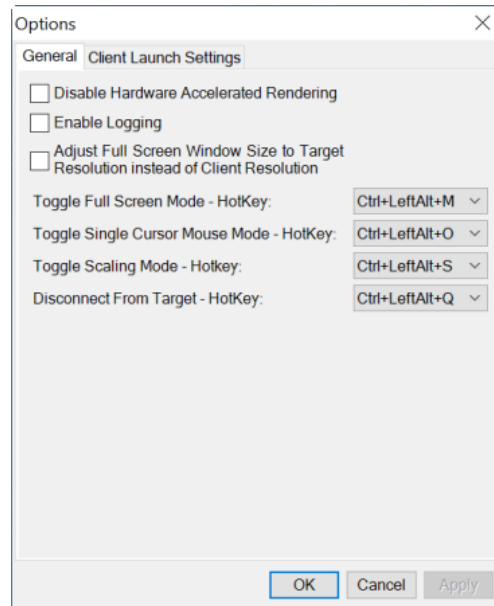 Options
General Client Launch Settings
Disable Hardware Accelerated Rendering
Enable Logging
Adjust Full Screen Window Size to Target
Resolution instead of Client Resolution
Toggle Full Screen Mode - HotKey: Ctrl+LeftAlt+M
Toggle Single Cursor Mouse Mode - HotKey: Ctrl+LeftAlt+O
Toggle Scaling Mode - Hotkey: Ctrl+LeftAlt+S
Disconnect From Target - HotKey: Ctrl+LeftAlt+Q
OK Cancel Apply